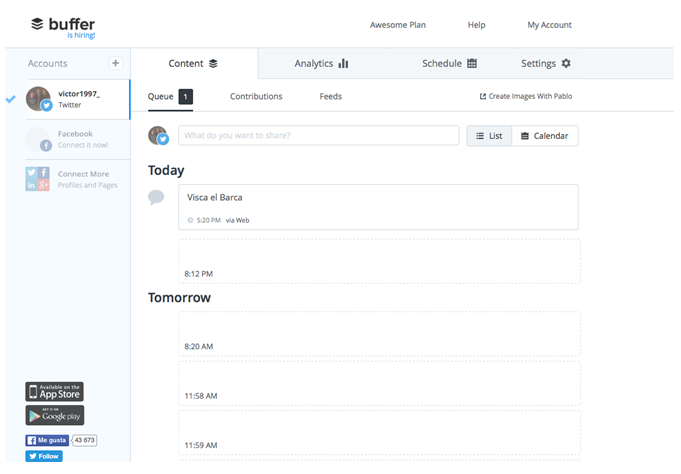 buffer
is hiring!
Awesome Plan
Help
My Account
Accounts
+
Content
Analytics
Schedule
Settings
victor1997_
Twitter
Queue 1
Contributions
Feeds
Create Images With Pablo
Facebook
Connect it now!
What do you want to share?
List
Calendar
Connect More
Profiles and Pages
Today
Visca el Barca
5:20 PM via Web
8:12 PM
Tomorrow
8:20 AM
11:58 AM
11:59 AM
Available on the
App Store
GET IT ON
Google play
Me gusta
43 673
Follow